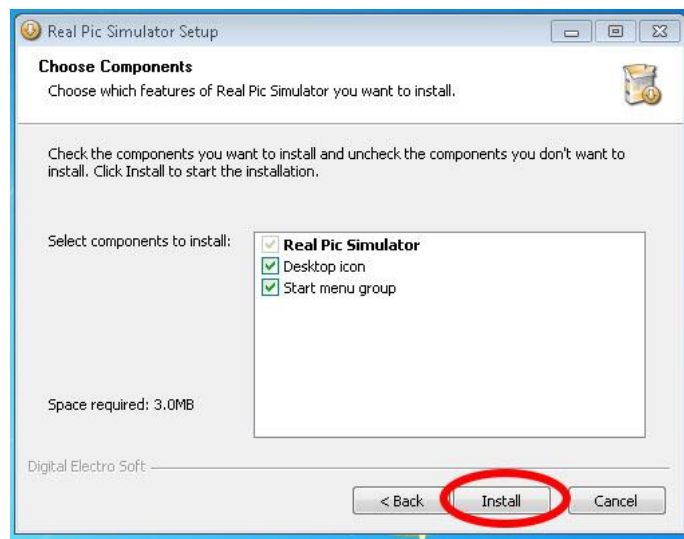 Real Pic Simulator Setup
Choose Components
Choose which features of Real Pic Simulator you want to install.
Check the components you want to install and uncheck the components you don't want to
install. Click Install to start the installation.
Select components to install:
Real Pic Simulator
Desktop icon
Start menu group
Space required: 3.0MB
Digital Electro Soft
< Back
Install
Cancel